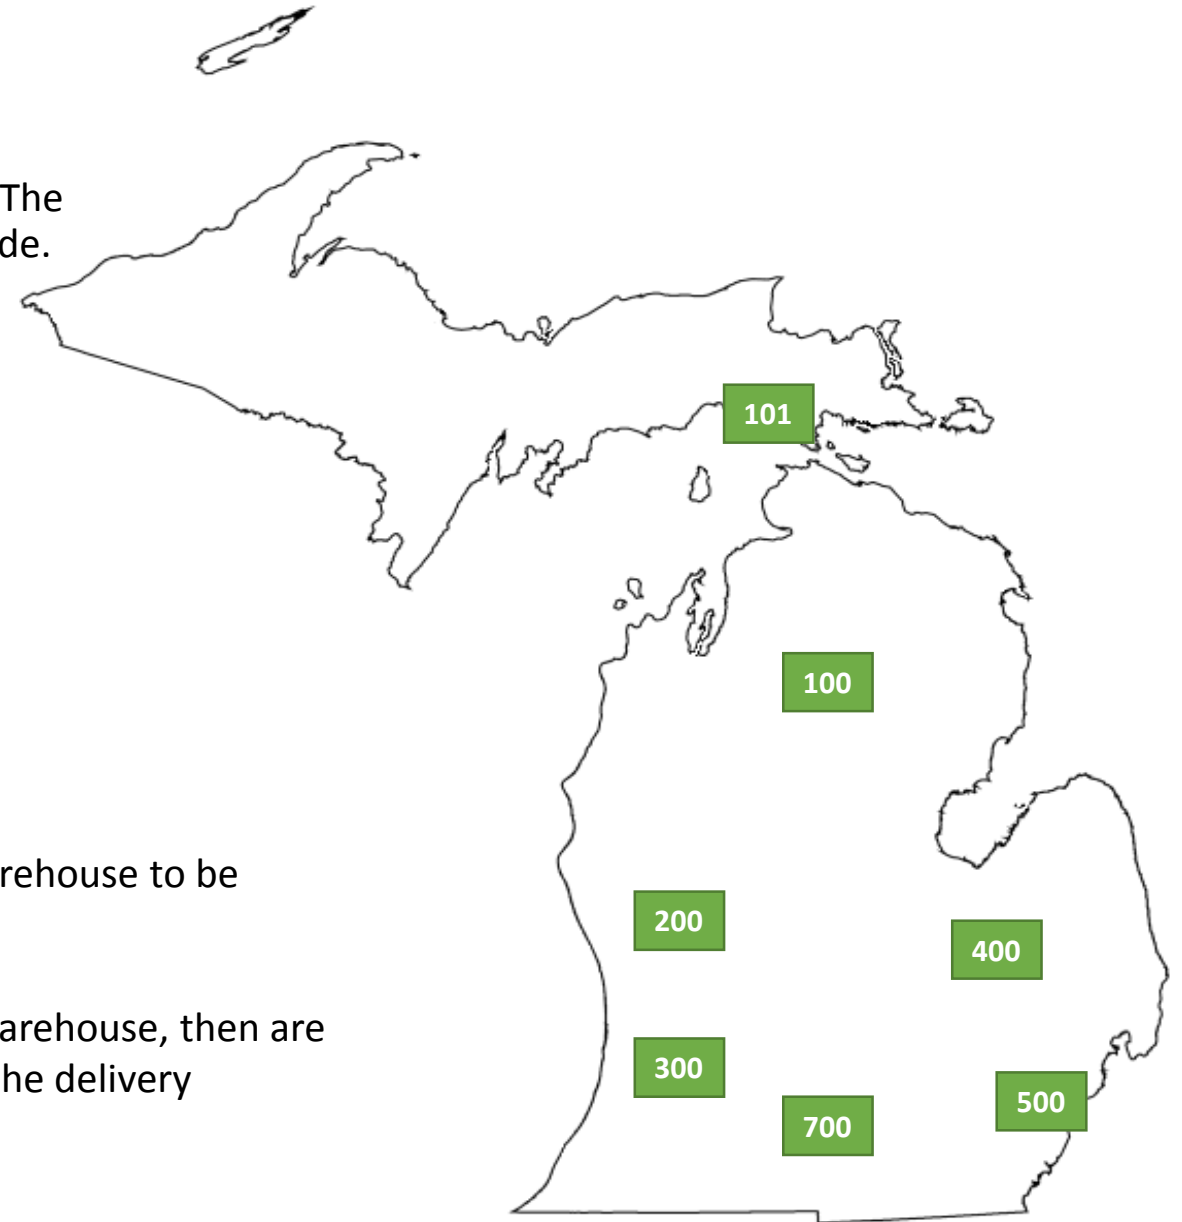 The
de.
101
100
rehouse to be
200
400
arehouse, then are
300
he delivery
500
700